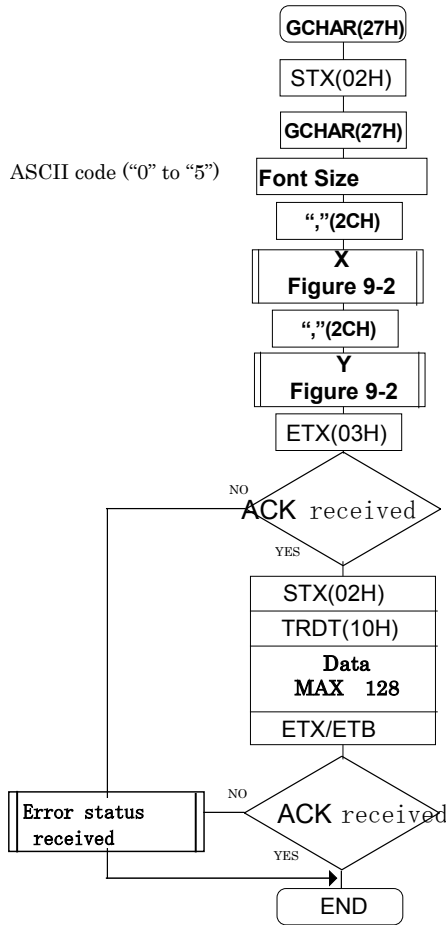 GCHAR(27H)
STX(02H)
GCHAR(27H)
ASCII code (“0” to “5”)
Font Size
“,”(2CH)
X
Figure 9-2
“,”(2CH)
Y
Figure 9-2
ETX(03H)
NO
ACK received
YES
STX(02H)
TRDT(10H)
Data
MAX 128
ETX/ETB
NO
Error status
received
ACK received
YES
END